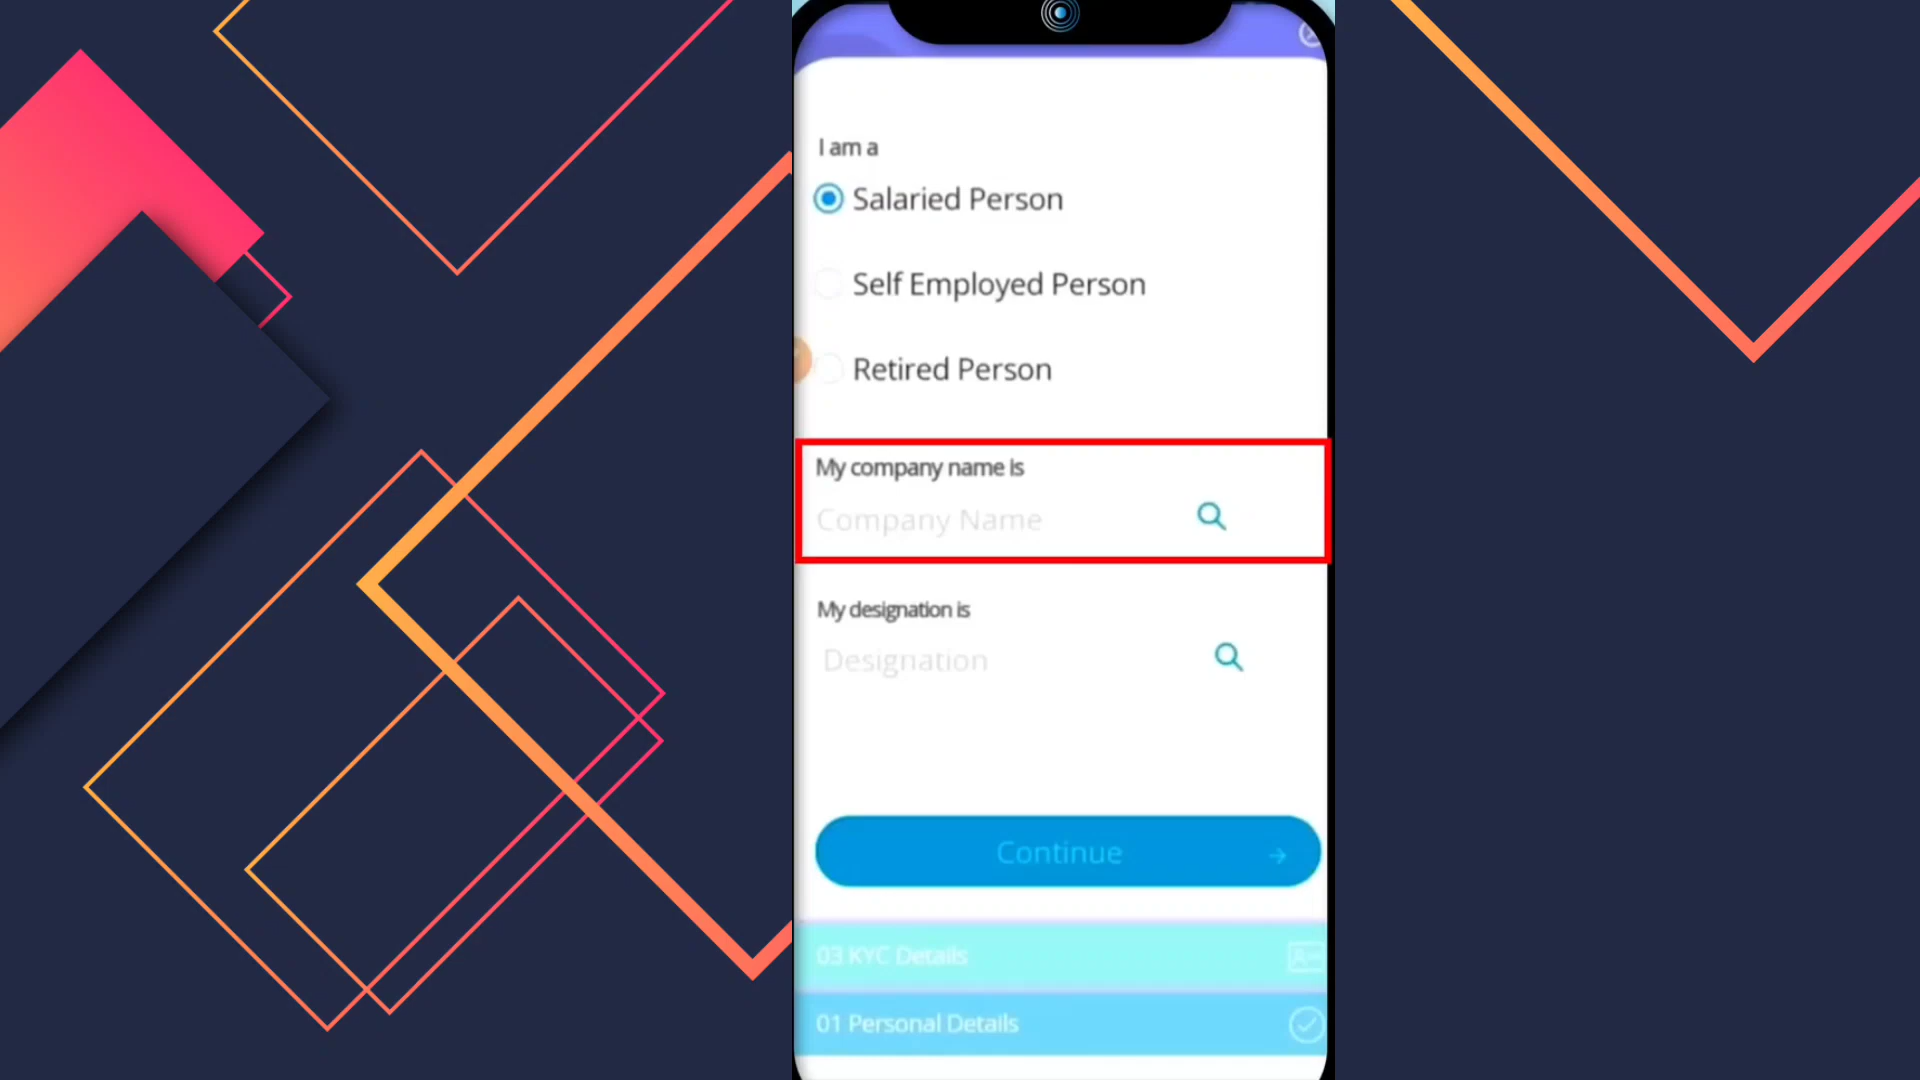 I am a
Salaried Person
Self Employed Person
Retired Person
My company name is
Company Name
My designation is
Designation
Continue
03 KYC Details
01 Personal Details